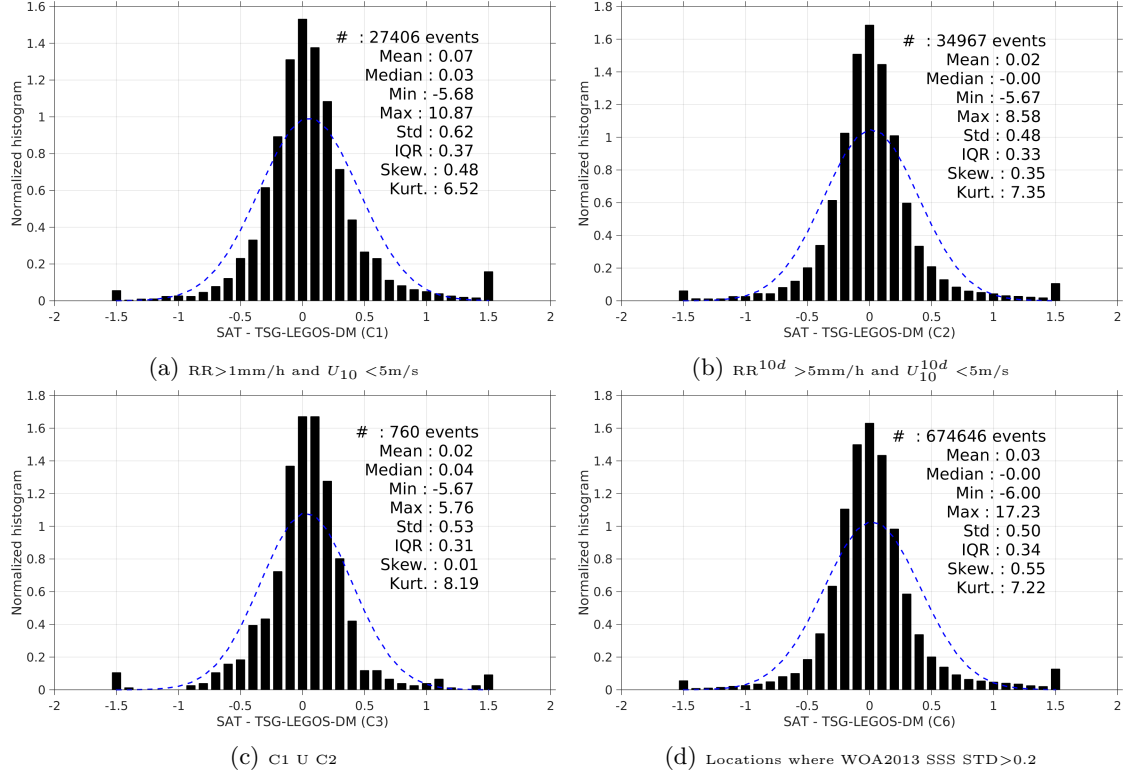 Normalized histogram
1.6
1.4
1.2
1
0.8
0.6
0.4
0.2
0
# : 27406 events
Mean : 0.07
Median : 0.03
Min : -5.68
Max : 10.87
Std : 0.62
IQR : 0.37
Skew. : 0.48
Kurt. : 6.52
-2 -1.5 -1 -0.5 0 0.5 1 1.5 2
SAT - TSG-LEGOS-DM (C1)
(a) RR>1mm/h and U10 <5m/s
Normalized histogram
1.8
1.6
1.4
1.2
1
0.8
0.6
0.4
0.2
0
# : 34967 events
Mean : 0.02
Median : -0.00
Min : -5.67
Max : 8.58
Std : 0.48
IQR : 0.33
Skew. : 0.35
Kurt. : 7.35
-2 -1.5 -1 -0.5 0 0.5 1 1.5 2
SAT - TSG-LEGOS-DM (C2)
(b) RR10d >5mm/h and U10d10 <5m/s
Normalized histogram
1.8
1.6
1.4
1.2
1
0.8
0.6
0.4
0.2
0
# : 760 events
Mean : 0.02
Median : 0.04
Min : -5.67
Max : 5.76
Std : 0.53
IQR : 0.31
Skew. : 0.01
Kurt. : 8.19
-2 -1.5 -1 -0.5 0 0.5 1 1.5 2
SAT - TSG-LEGOS-DM (C3)
(c) C1 U C2
Normalized histogram
1.8
1.6
1.4
1.2
1
0.8
0.6
0.4
0.2
0
# : 674646 events
Mean : 0.03
Median : -0.00
Min : -6.00
Max : 17.23
Std : 0.50
IQR : 0.34
Skew. : 0.55
Kurt. : 7.22
-2 -1.5 -1 -0.5 0 0.5 1 1.5 2
SAT - TSG-LEGOS-DM (C6)
(d) Locations where WOA2013 SSS STD>0.2